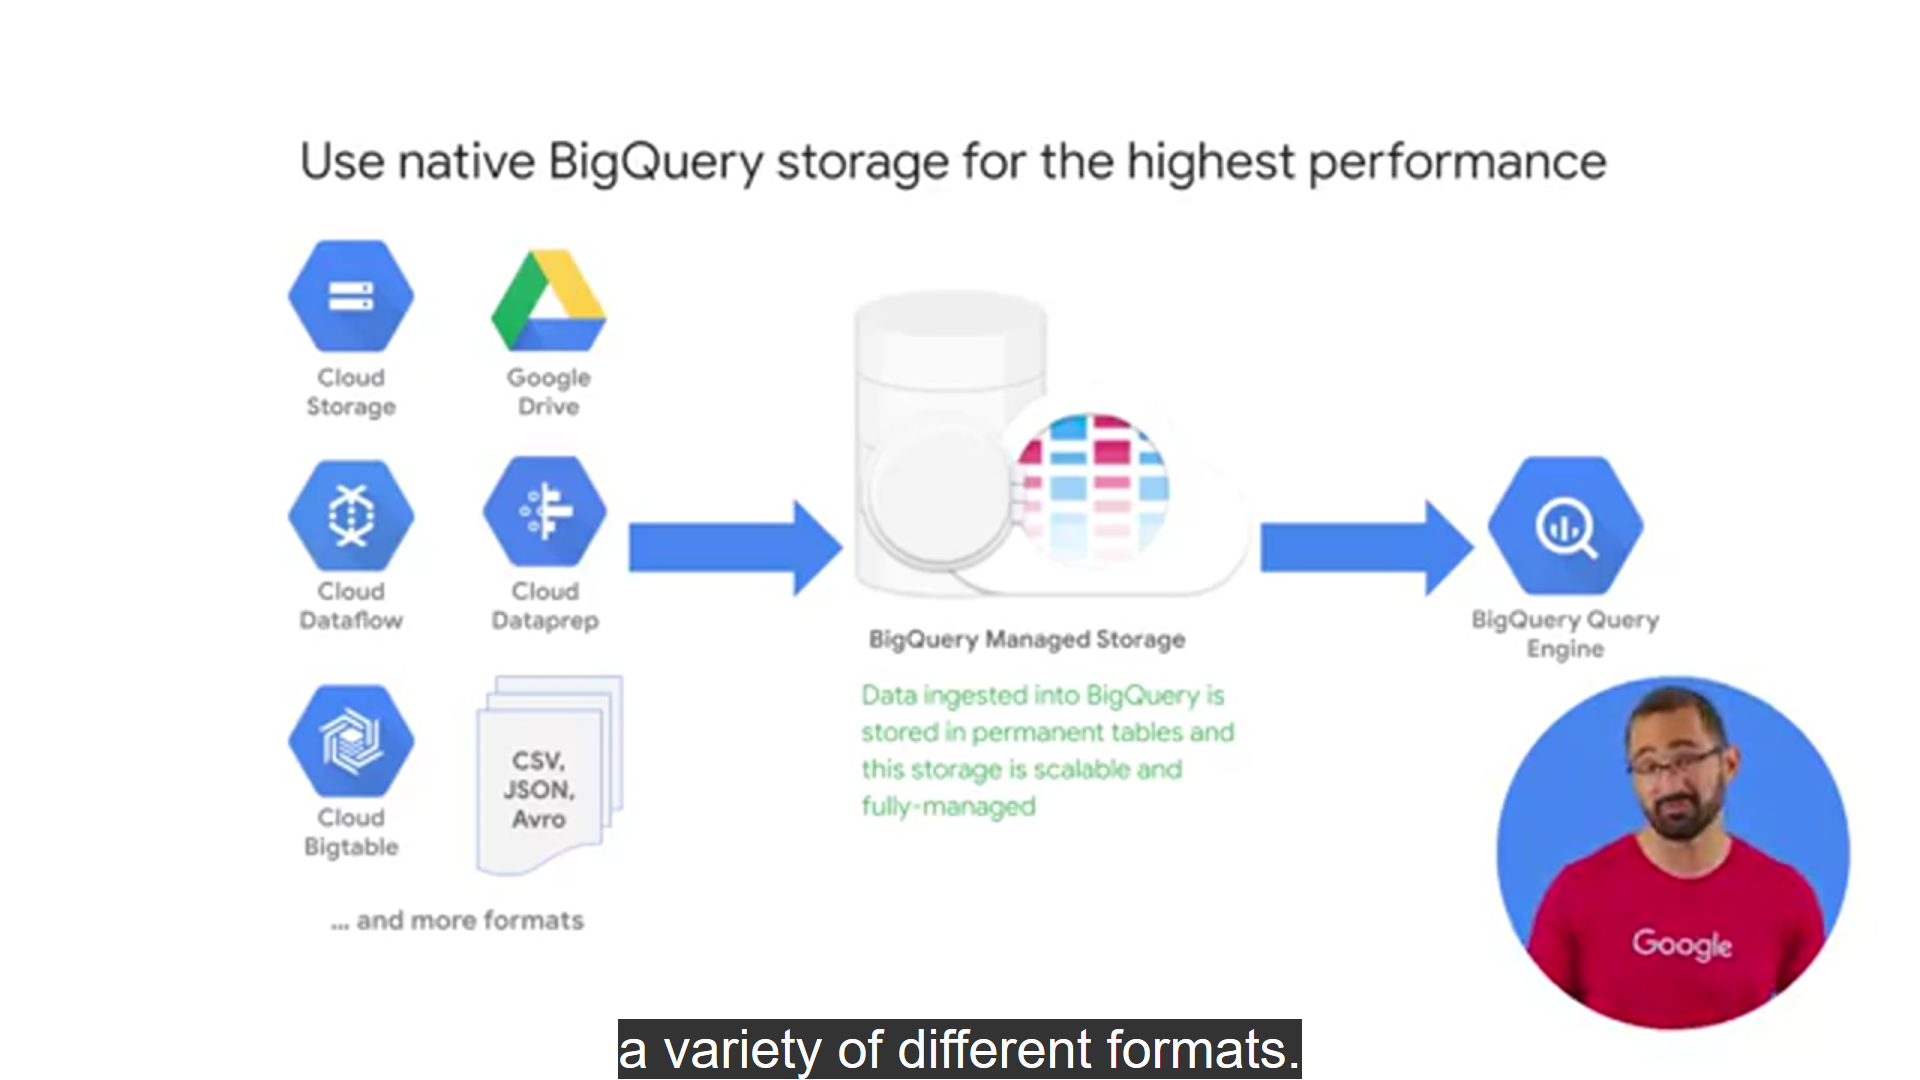 Use native BigQuery storage for the highest performance
Cloud
Storage
Google
Drive
Cloud
Dataflow
Cloud
Dataprep
Cloud
Bigtable
CSV,
JSON,
Avro
... and more formats
BigQuery Managed Storage
Data ingested into BigQuery is
stored in permanent tables and
this storage is scalable and
fully-managed
BigQuery Query
Engine
Google
a variety of different formats.